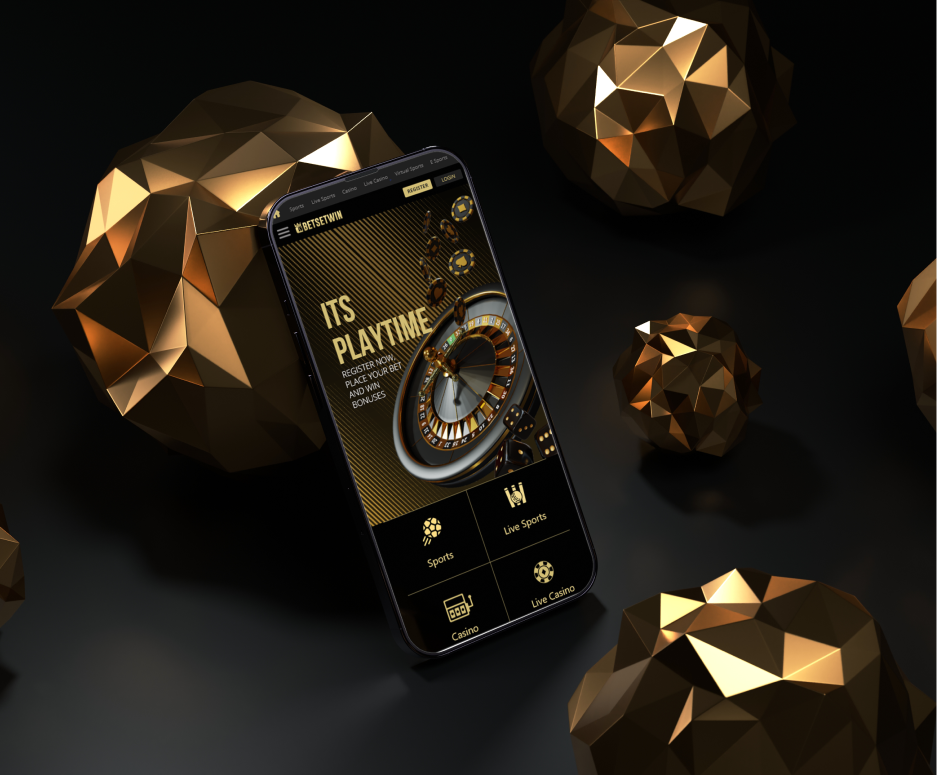 Sports Live Sports Casino Live Casino Virtual Sports E Sports
REGISTER LOGIN
BETSETWIN
ITS
PLAYTIME
REGISTER NOW,
PLACE YOUR BET
AND WIN
BONUSES
Sports
Live Sports
Casino
Live Casino